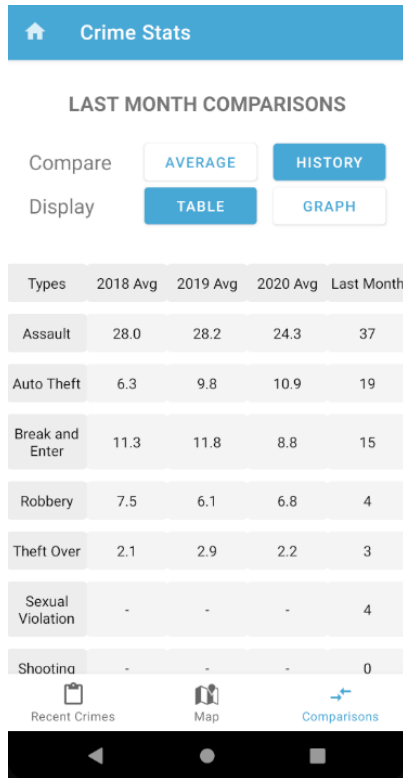 Crime Stats
LAST MONTH COMPARISONS
Compare AVERAGE HISTORY
Display TABLE GRAPH
Types 2018 Avg 2019 Avg 2020 Avg Last Month
Assault 28.0 28.2 24.3 37
Auto Theft 6.3 9.8 10.9 19
Break and
Enter 11.3 11.8 8.8 15
Robbery 7.5 6.1 6.8 4
Theft Over 2.1 2.9 2.2 3
Sexual
Violation - - - 4
Shooting - - - 0
Recent Crimes Map Comparisons